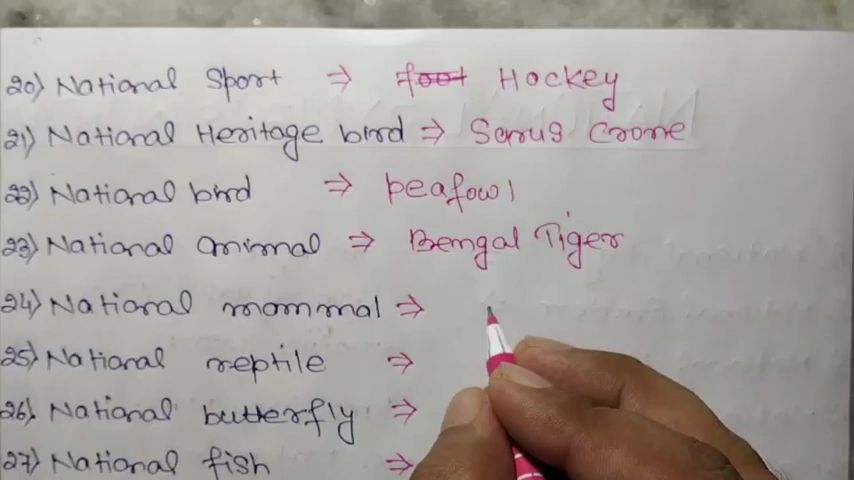 20) National Sport ⇒ foot Hockey
21) National Heritage bird ⇒ Sarus Crane
22) National bird ⇒ peafowl
23) National animal ⇒ Bengal Tiger
24) National mammal ⇒
25) National reptile ⇒
26) National butterfly ⇒
27) National fish ⇒